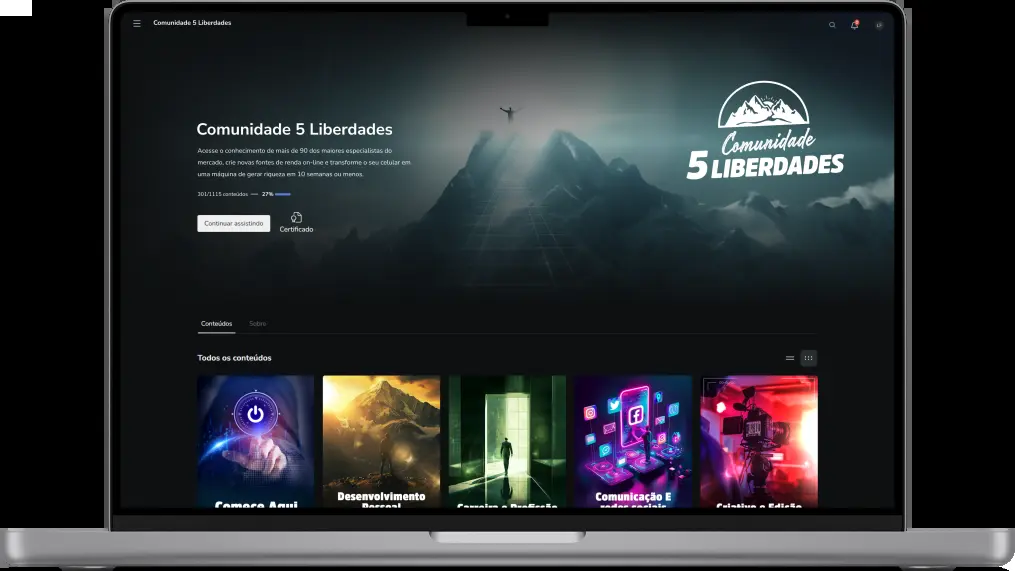 Comunidade 5 Liberdades
Comunidade 5 Liberdades
Acesse o conhecimento de mais de 90 dos maiores especialistas do
mercado, crie novas fontes de renda on-line e transforme o seu celular em
uma máquina de gerar riqueza em 10 semanas ou menos.
301/1115 conteúdos — 27%
Continuar assistindo
Certificado
Comunidade
5 LIBERDADES
Conteúdos
Sobre
Todos os conteúdos
Começe Aqui
Desenvolvimento
Pessoal
Carreira e Profissão
Comunicação E
redes sociais
Criativo e Edição